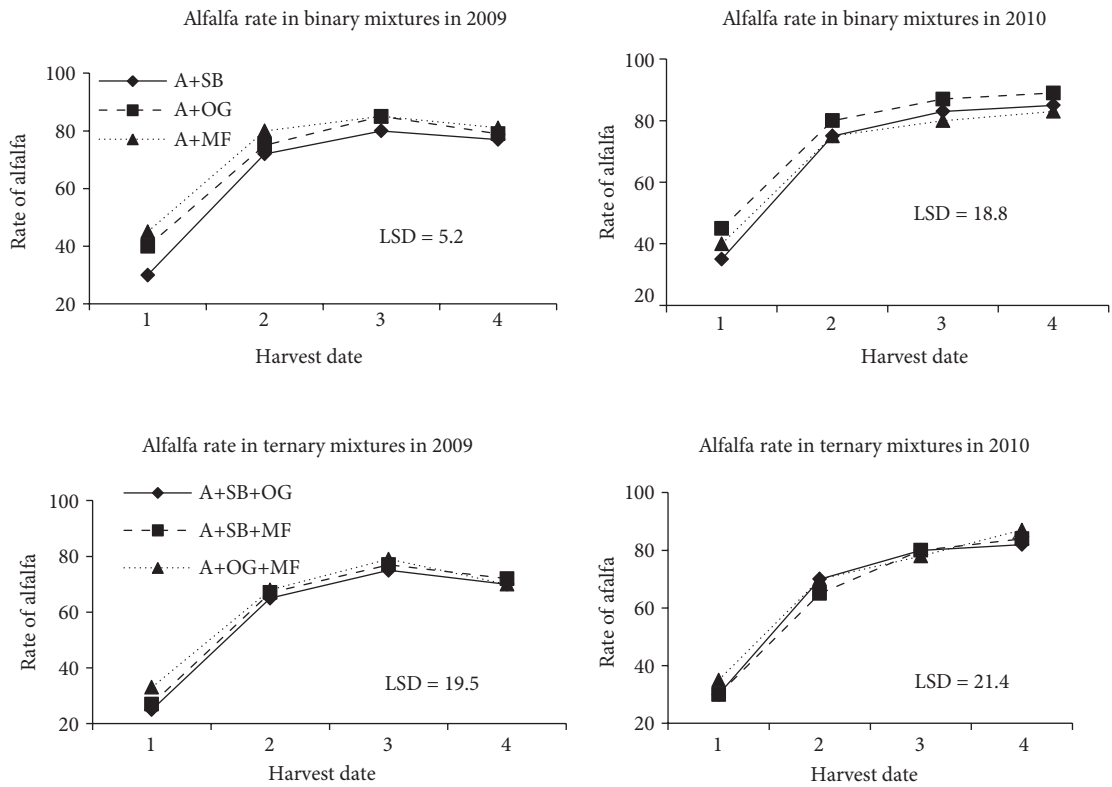 Alfalfa rate in binary mixtures in 2009
100
80
60
40
20
Rate of alfalfa
A+SB
A+OG
A+MF
LSD = 5.2
1 2 3 4
Harvest date
Alfalfa rate in binary mixtures in 2010
100
80
60
40
20
Rate of alfalfa
LSD = 18.8
1 2 3 4
Harvest date
Alfalfa rate in ternary mixtures in 2009
100
80
60
40
20
Rate of alfalfa
A+SB+OG
A+SB+MF
A+OG+MF
LSD = 19.5
1 2 3 4
Harvest date
Alfalfa rate in ternary mixtures in 2010
100
80
60
40
20
Rate of afalfa
LSD = 21.4
1 2 3 4
Harvest date